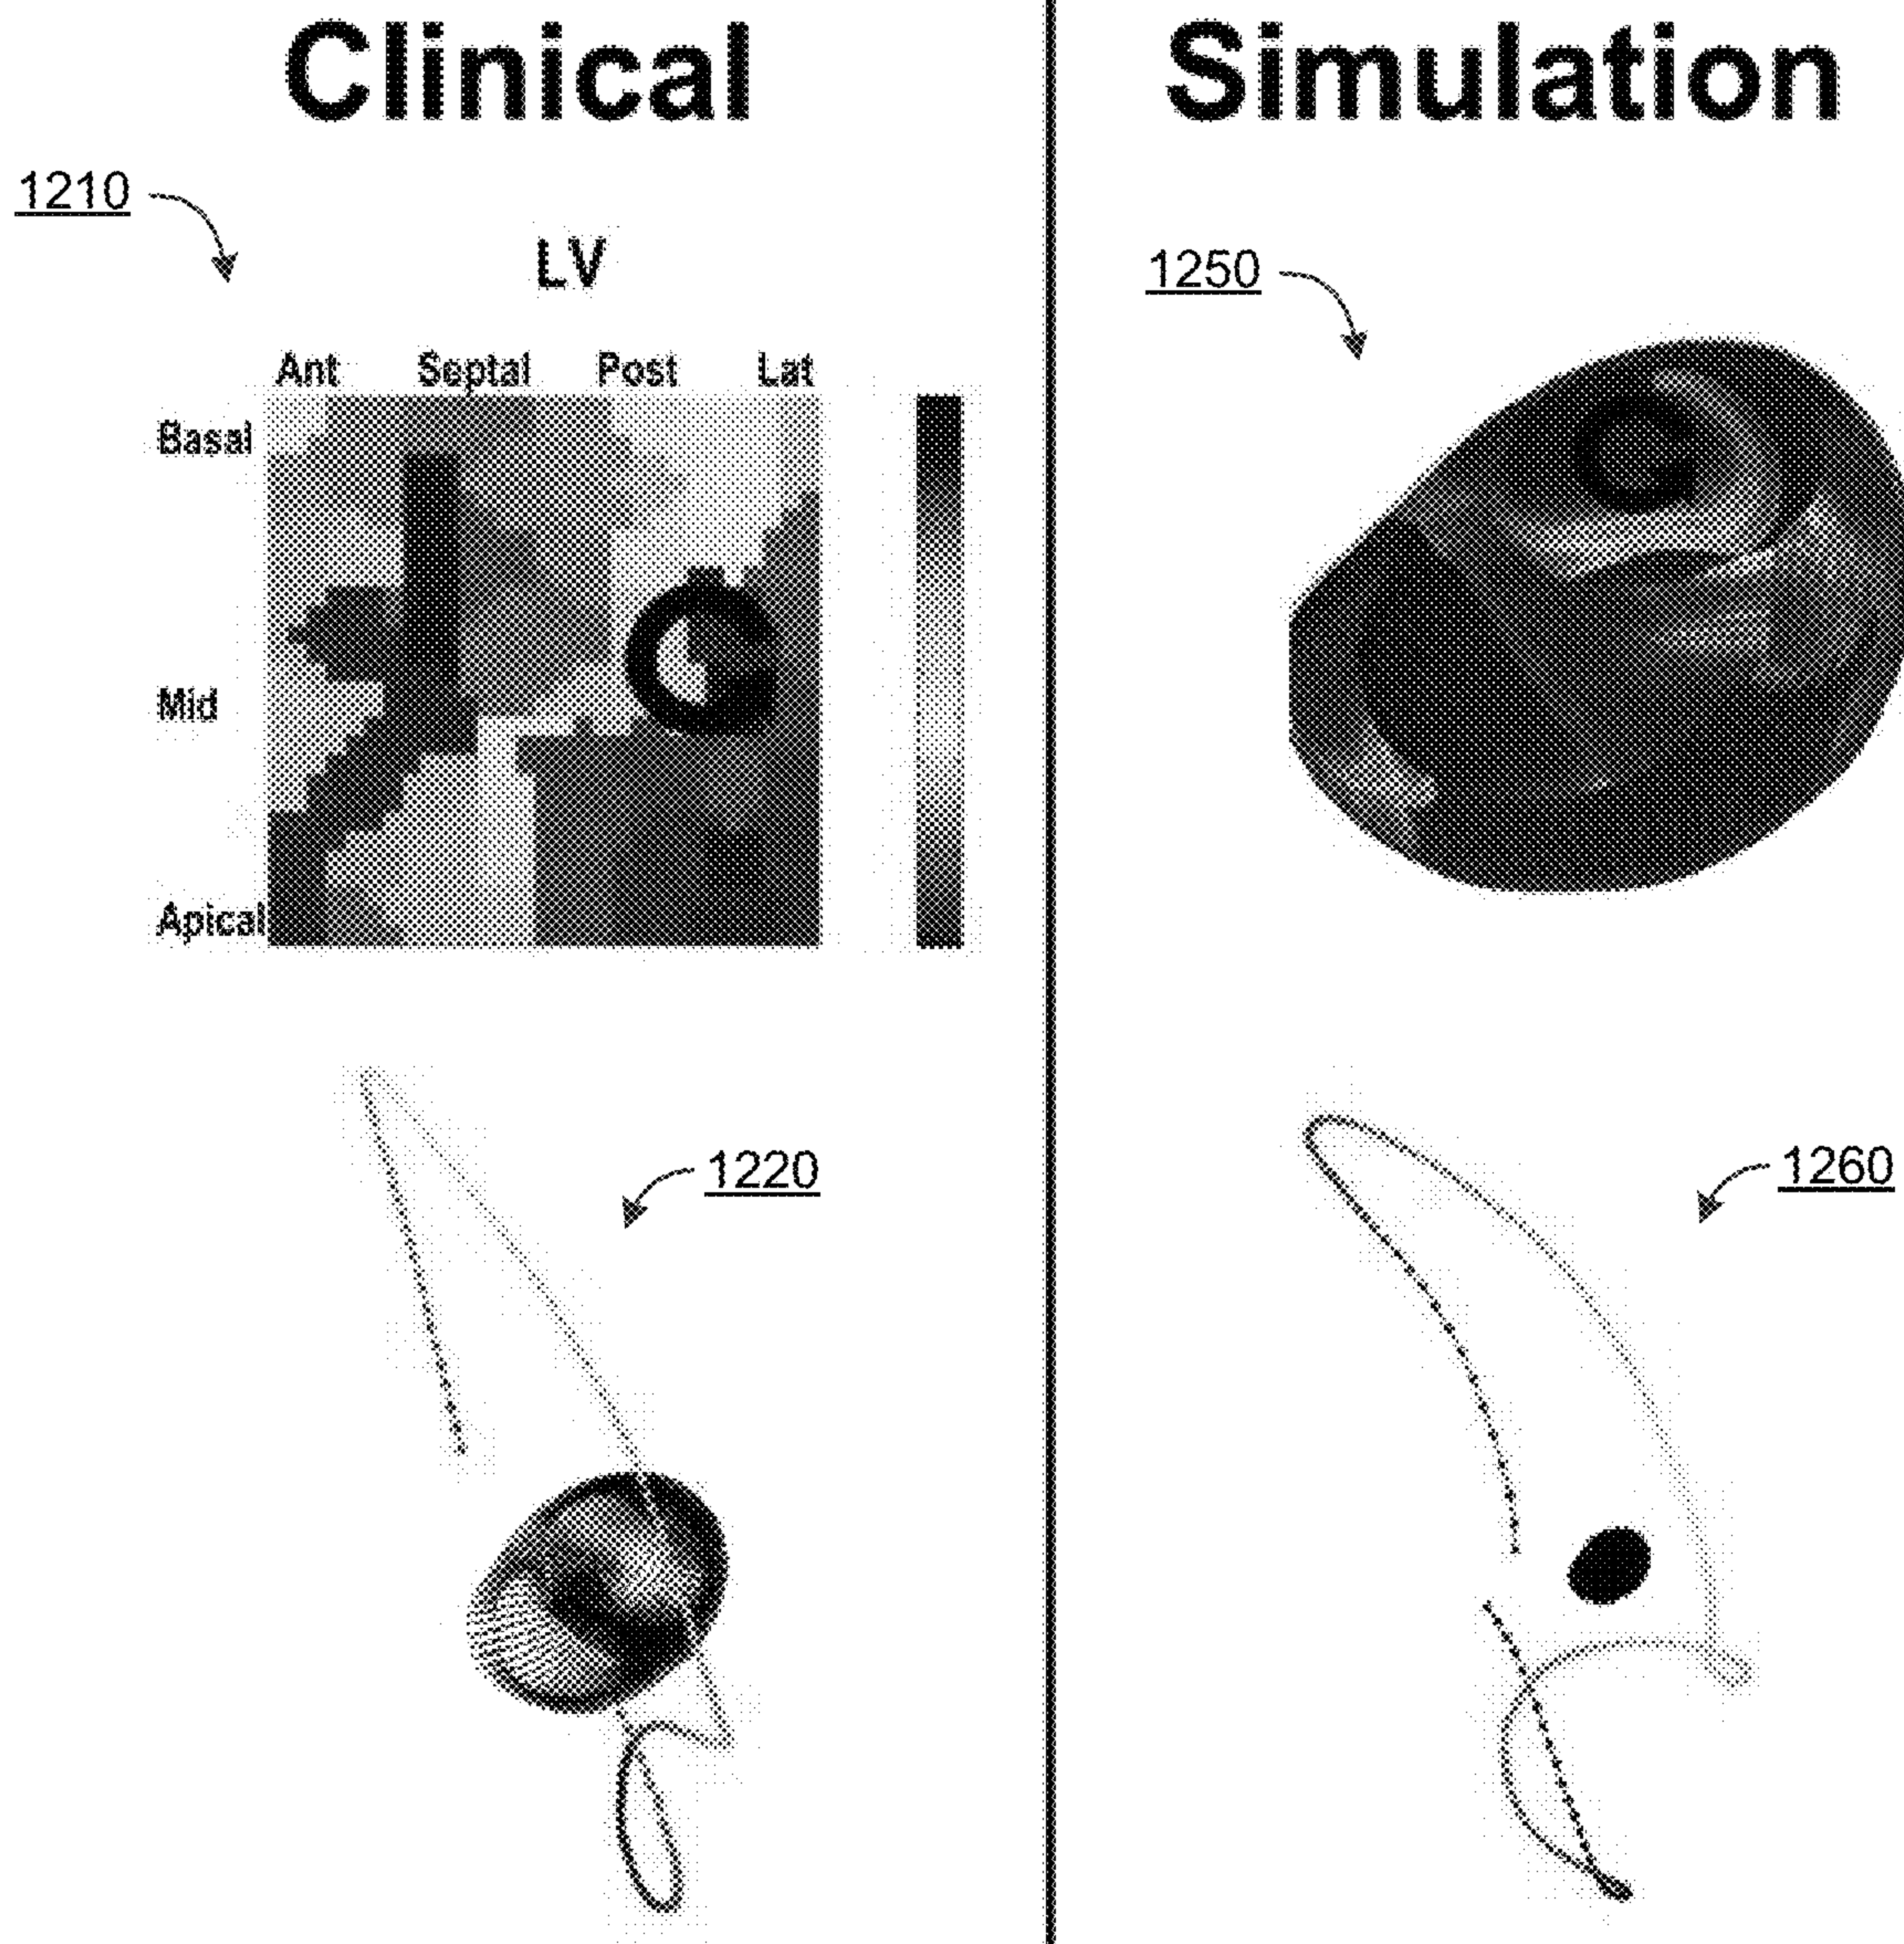 Clinical
Simulation
1210
LV
1250
Ant Septal Post Lat
Basal
Mid
Apical
1220
1260